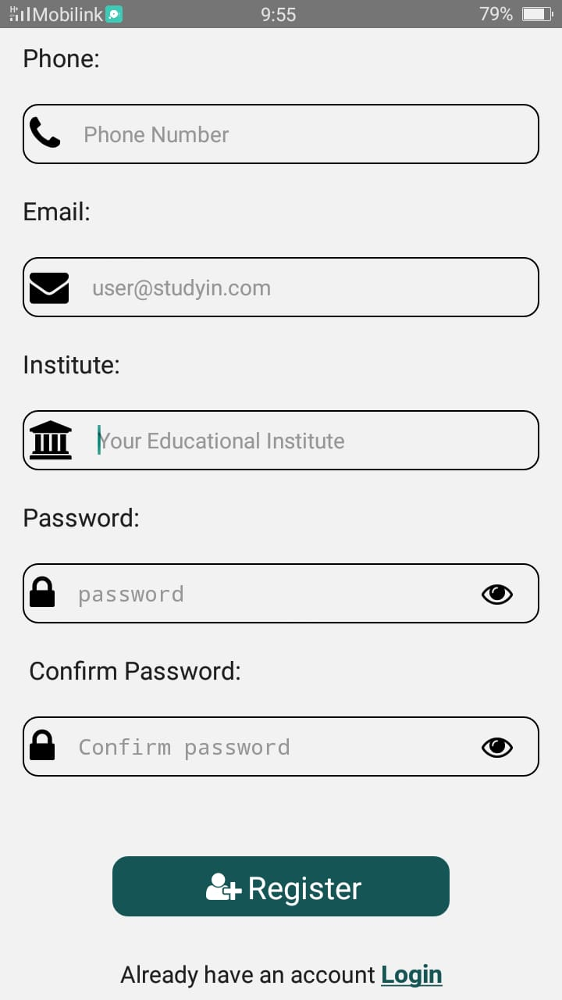 H+ Mobilink 9:55 79%
Phone:
Phone Number
Email:
user@studyin.com
Institute:
Your Educational Institute
Password:
password
Confirm Password:
Confirm password
Register
Already have an account Login